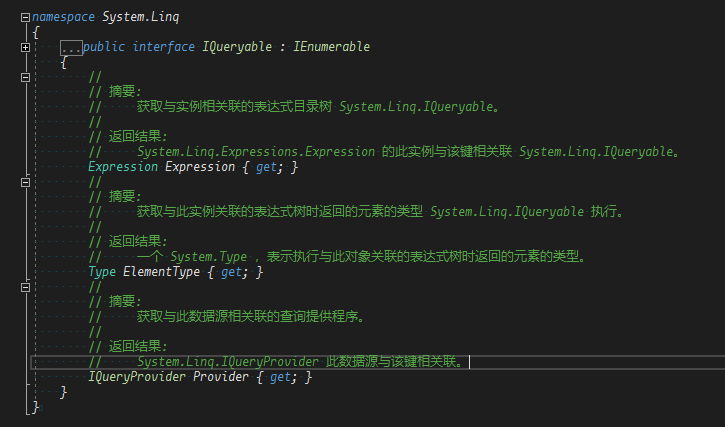 namespace System.Linq
{
...public interface IQueryable : IEnumerable
{
//
// 摘要:
//     获取与实例相关联的表达式目录树 System.Linq.IQueryable。
//
// 返回结果:
//     System.Linq.Expressions.Expression 的此实例与该键相关联 System.Linq.IQueryable。
Expression Expression { get; }
//
// 摘要:
//     获取与此实例关联的表达式树时返回的元素的类型 System.Linq.IQueryable 执行。
//
// 返回结果:
//     一个 System.Type ，表示执行与此对象关联的表达式树时返回的元素的类型。
Type ElementType { get; }
//
// 摘要:
//     获取与此数据源相关联的查询提供程序。
//
// 返回结果:
//     System.Linq.IQueryProvider 此数据源与该键相关联。
IQueryProvider Provider { get; }
}
}